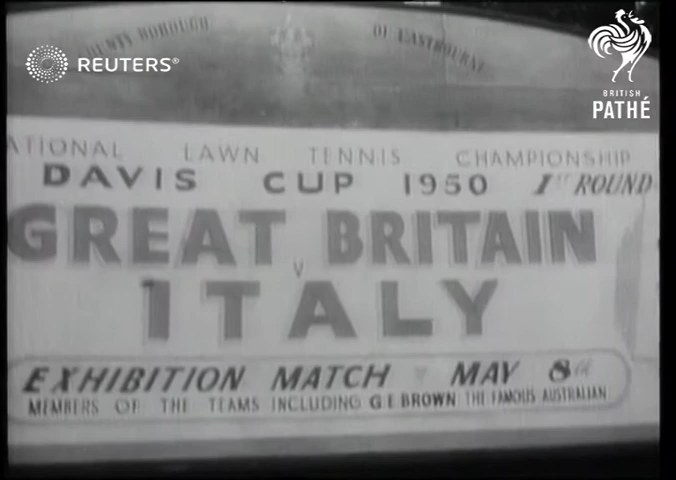 REUTERS®
BRITISH
PATHÉ
BOROUGH OF EASTBOURNE
ATIONAL LAWN TENNIS CHAMPIONSHIP
DAVIS CUP 1950 1ST ROUND
GREAT BRITAIN
V
ITALY
EXHIBITION MATCH MAY 8th
MEMBERS OF THE TEAMS INCLUDING G E BROWN THE FAMOUS AUSTRALIAN